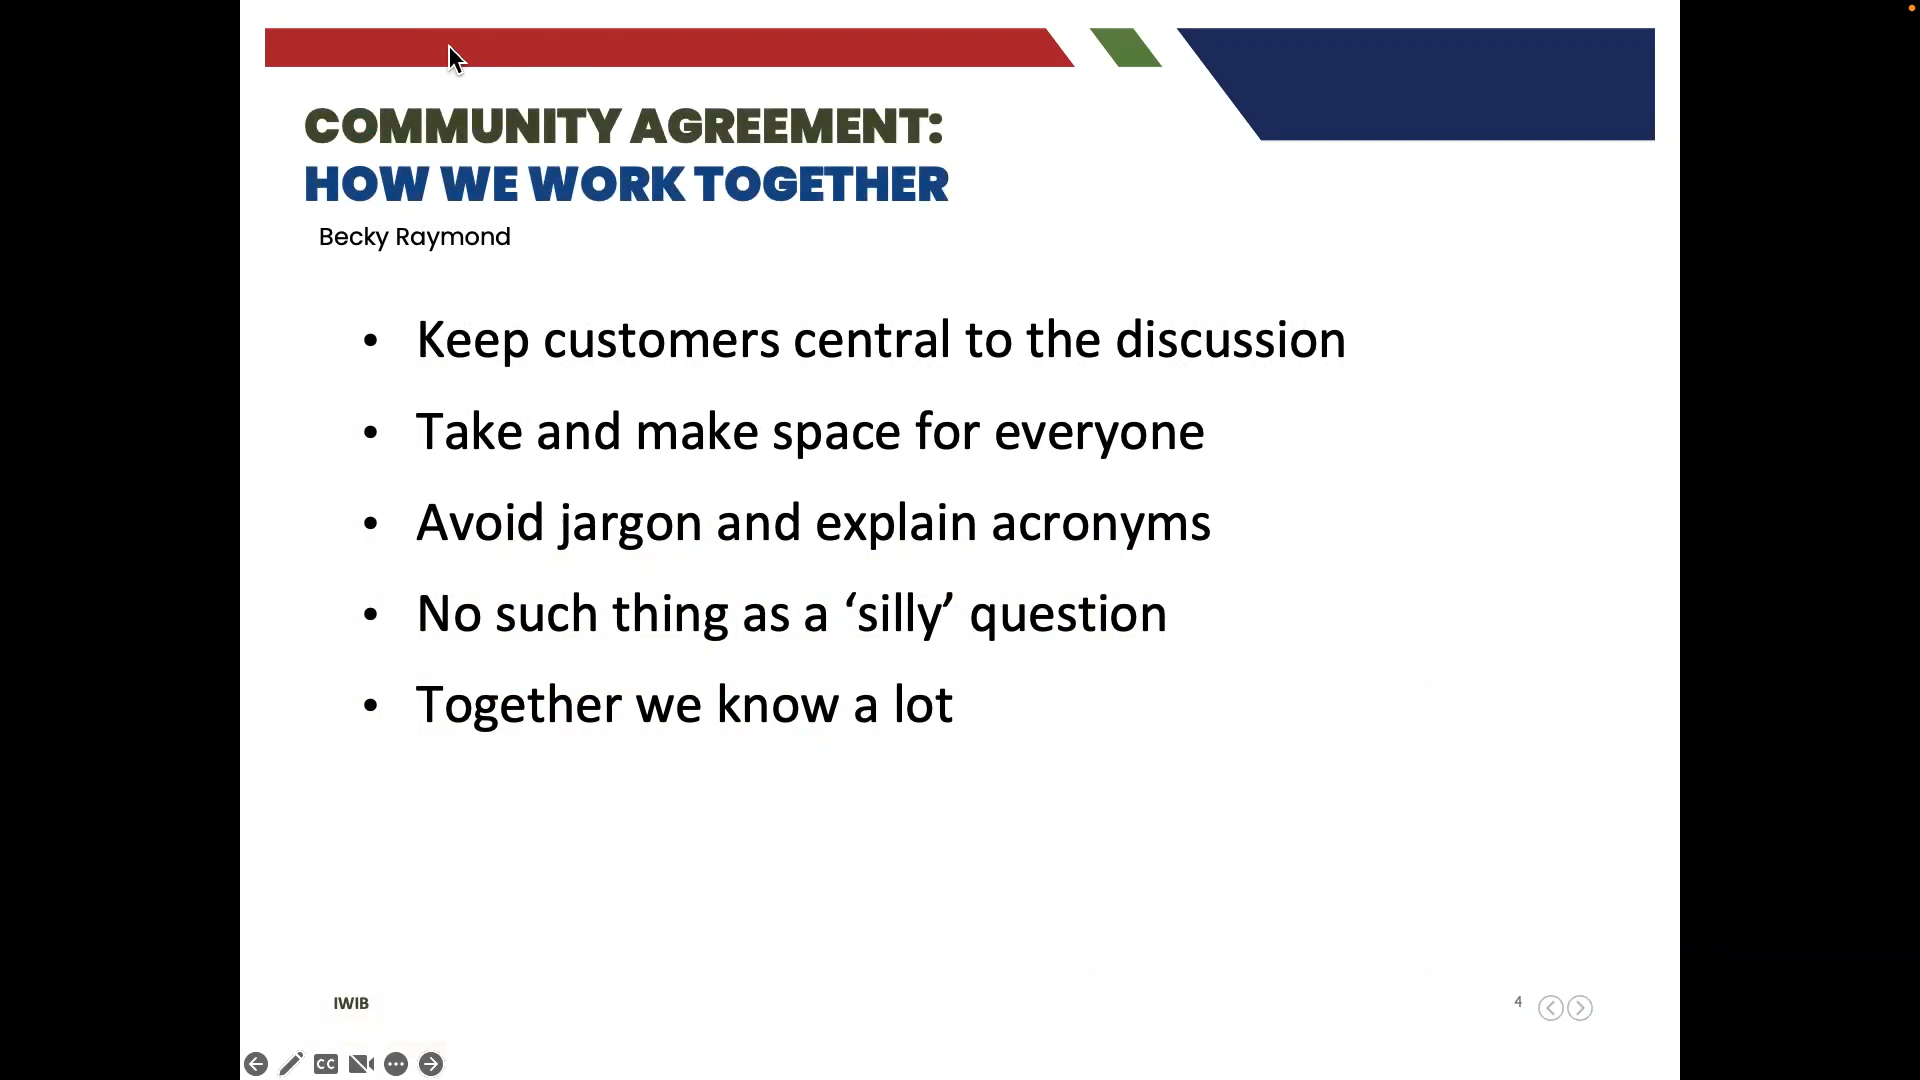 COMMUNITY AGREEMENT:
HOW WE WORK TOGETHER
Becky Raymond
• Keep customers central to the discussion
• Take and make space for everyone
• Avoid jargon and explain acronyms
• No such thing as a ‘silly’ question
• Together we know a lot
IWIB
4
CC